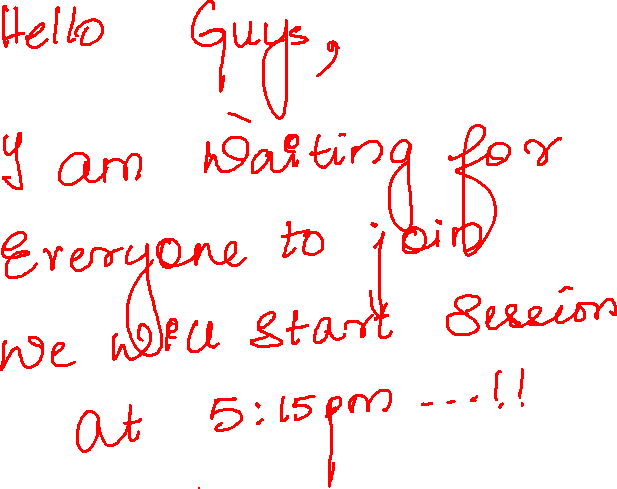 Hello Guys,
I am Waiting for
Everyone to join
We Will Start Session
at 5:15pm ---!!